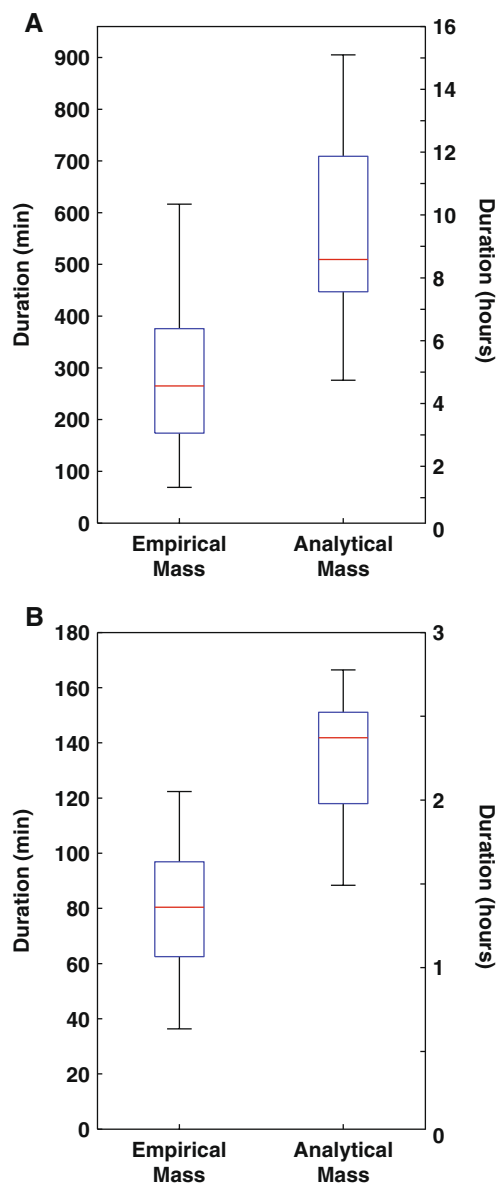 A
900
800
700
600
500
400
300
200
100
0
Duration (min)
16
14
12
10
8
6
4
2
0
Duration (hours)
Empirical
Mass
Analytical
Mass
B
180
160
140
120
100
80
60
40
20
0
Duration (min)
3
2
1
0
Duration (hours)
Empirical
Mass
Analytical
Mass